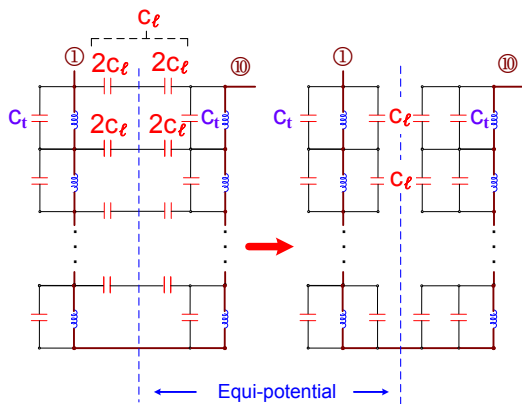 Cℓ
① 2Cℓ 2Cℓ ⑩ ① ⑩
Ct 2Cℓ 2Cℓ Ct Ct Cℓ Ct
Cℓ
Equi-potential